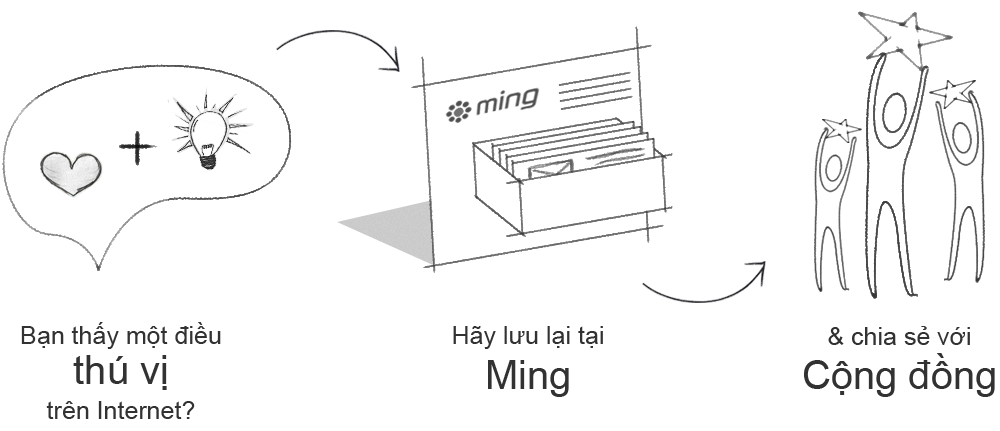 ming
Bạn thấy một điều
thú vị
trên Internet?
Hãy lưu lại tại
Ming
& chia sẻ với
Cộng đồng